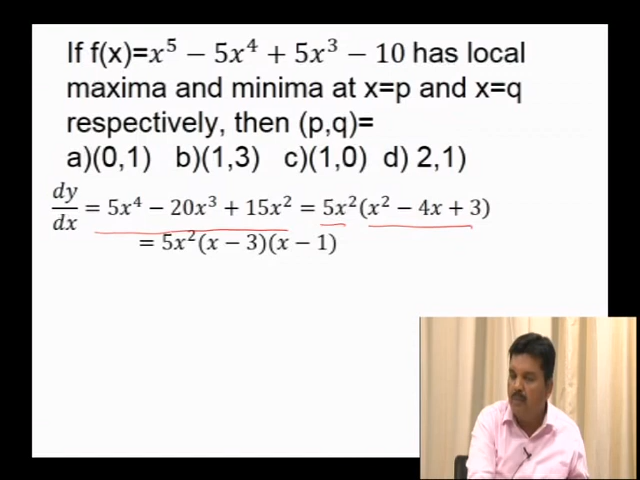 If f(x)=x⁵ − 5x⁴ + 5x³ − 10 has local
maxima and minima at x=p and x=q
respectively, then (p,q)=
a)(0,1) b)(1,3) c)(1,0) d) 2,1)
dy/dx = 5x⁴ − 20x³ + 15x² = 5x²(x² − 4x + 3)
= 5x²(x − 3)(x − 1)